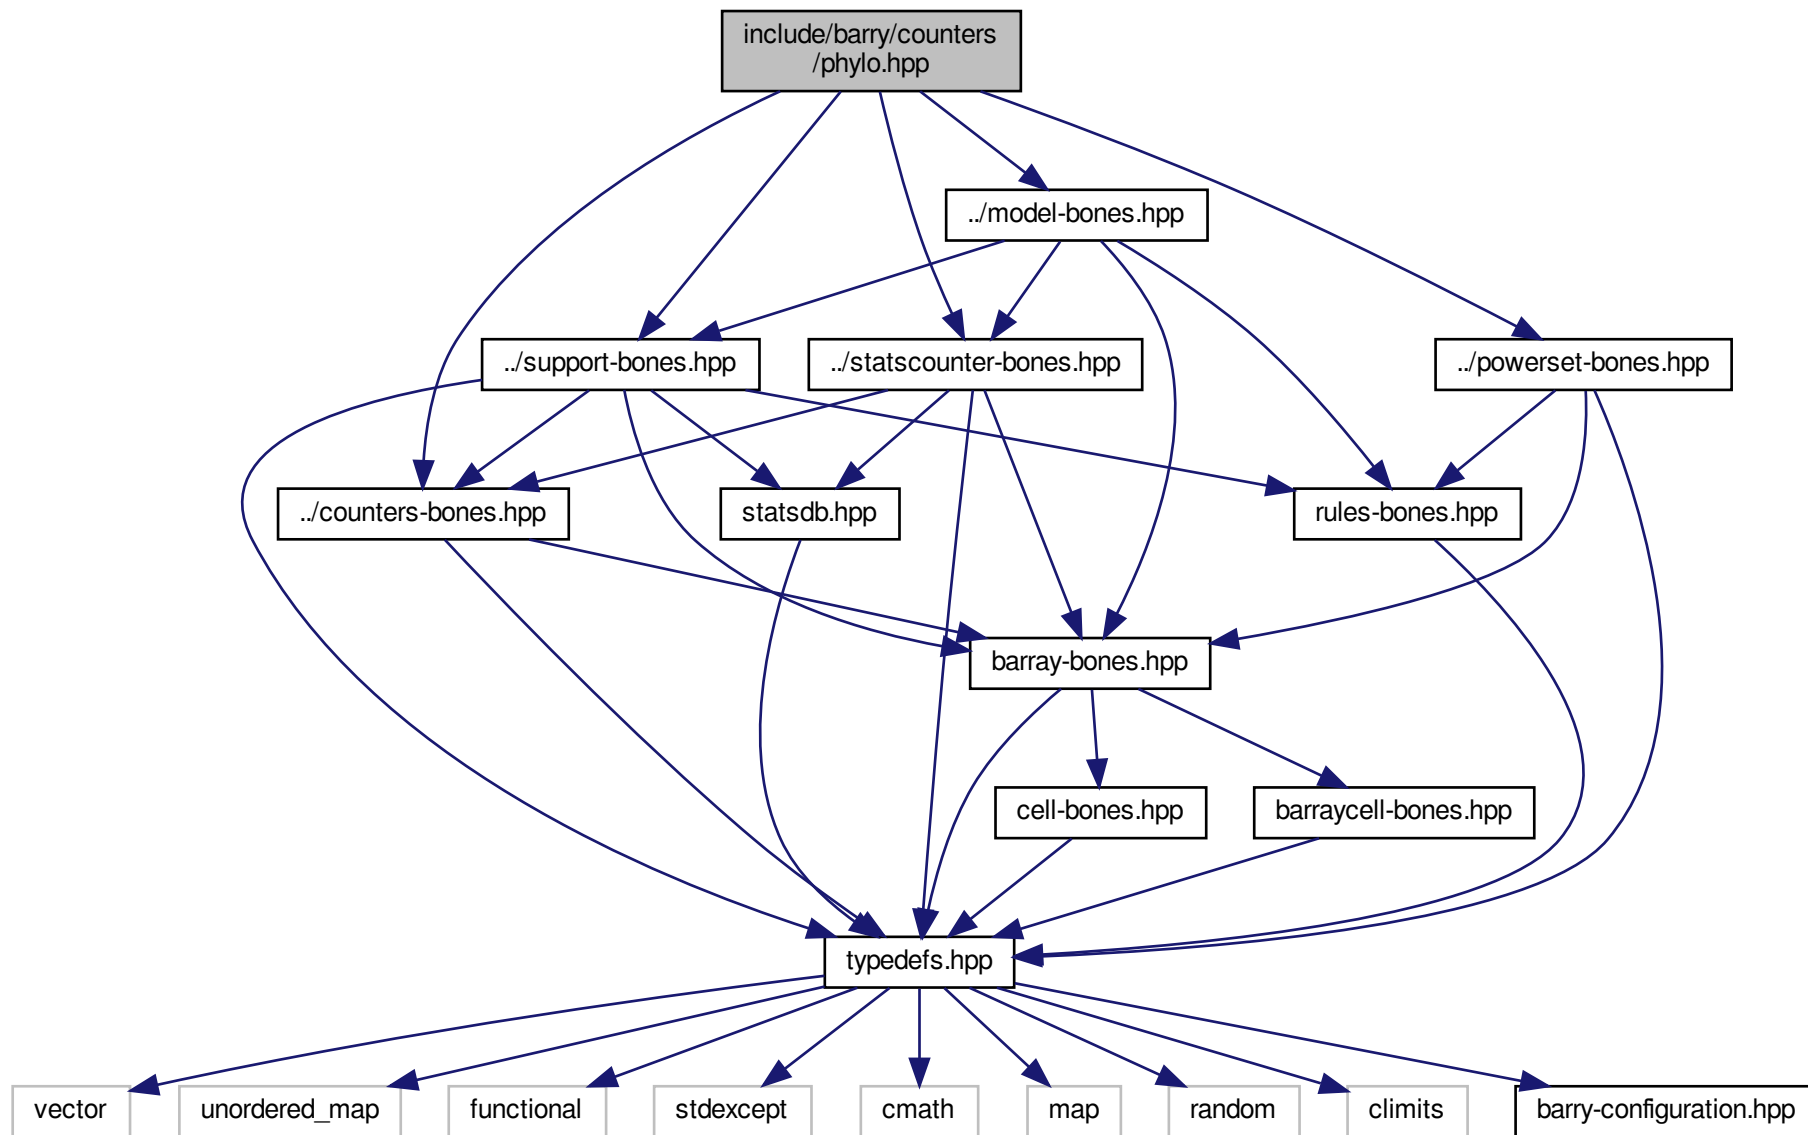 include/barry/counters
/phylo.hpp
../model-bones.hpp
../support-bones.hpp
../statscounter-bones.hpp
../powerset-bones.hpp
../counters-bones.hpp
statsdb.hpp
rules-bones.hpp
barray-bones.hpp
cell-bones.hpp
barraycell-bones.hpp
typedefs.hpp
vector
unordered_map
functional
stdexcept
cmath
map
random
climits
barry-configuration.hpp